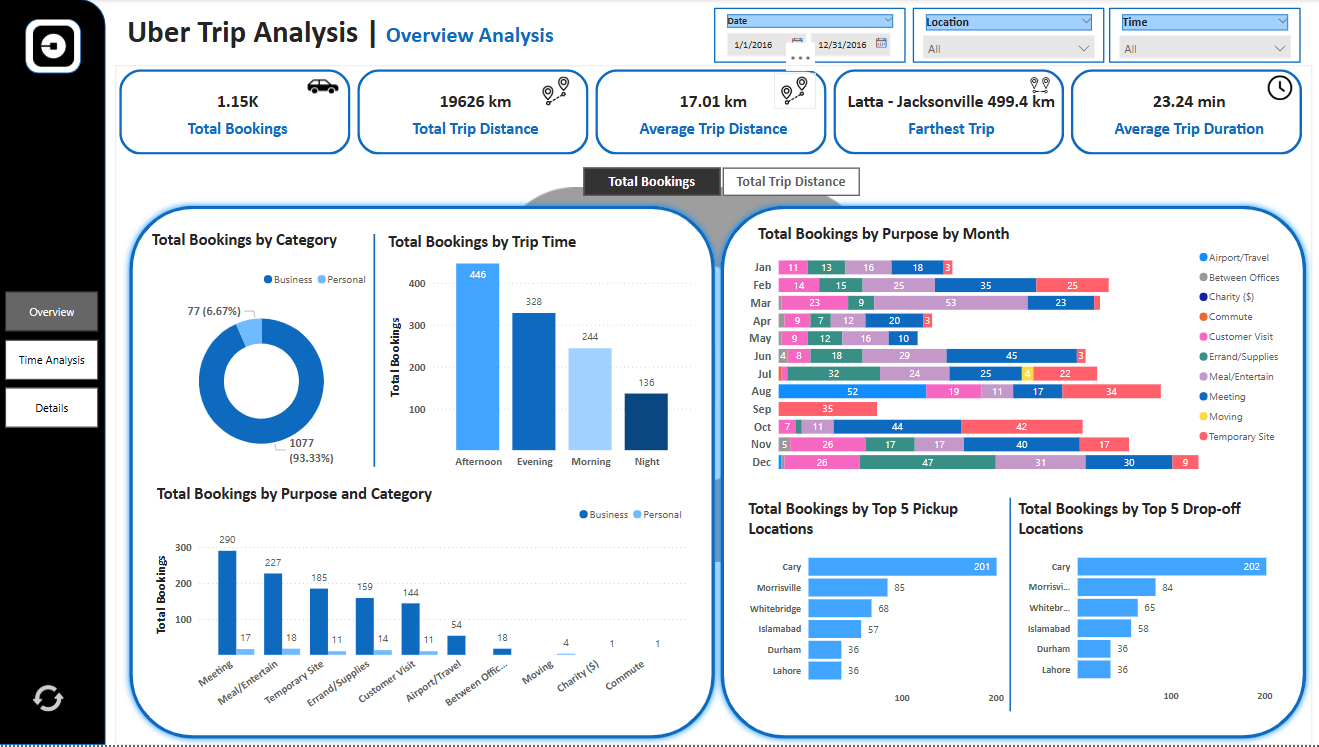 Uber Trip Analysis | Overview Analysis
Date
1/1/2016 12/31/2016
Location
All
Time
All
1.15K
Total Bookings
19626 km
Total Trip Distance
17.01 km
Average Trip Distance
Latta - Jacksonville 499.4 km
Farthest Trip
23.24 min
Average Trip Duration
Overview
Time Analysis
Details
Total Bookings
Total Trip Distance
Total Bookings by Category
Business Personal
77 (6.67%)
1077
(93.33%)
Total Bookings by Trip Time
Total Bookings
400
300
200
100
446
328
244
136
Afternoon Evening Morning Night
Total Bookings by Purpose and Category
Business Personal
Total Bookings
300
200
100
290 17
227 18
185 11
159 14
144 11
54
18
4
1
1
Meeting
Meal/Entertain
Temporary Site
Errand/Supplies
Customer Visit
Airport/Travel
Between Offic...
Moving
Charity ($)
Commute
Total Bookings by Purpose by Month
Jan 11 13 16 18 3
Feb 14 15 25 35 25
Mar 23 9 53 23
Apr 9 7 12 20 3
May 9 12 16 10
Jun 4 8 18 29 45 3
Jul 32 24 25 4 22
Aug 52 19 11 17 34
Sep 35
Oct 7 11 44 42
Nov 5 26 17 17 40 17
Dec 26 47 31 30 9
Airport/Travel
Between Offices
Charity ($)
Commute
Customer Visit
Errand/Supplies
Meal/Entertain
Meeting
Moving
Temporary Site
Total Bookings by Top 5 Pickup
Locations
Cary 201
Morrisville 85
Whitebridge 68
Islamabad 57
Durham 36
Lahore 36
100 200
Total Bookings by Top 5 Drop-off
Locations
Cary 202
Morrisvi... 84
Whitebr... 65
Islamabad 58
Durham 36
Lahore 36
100 200